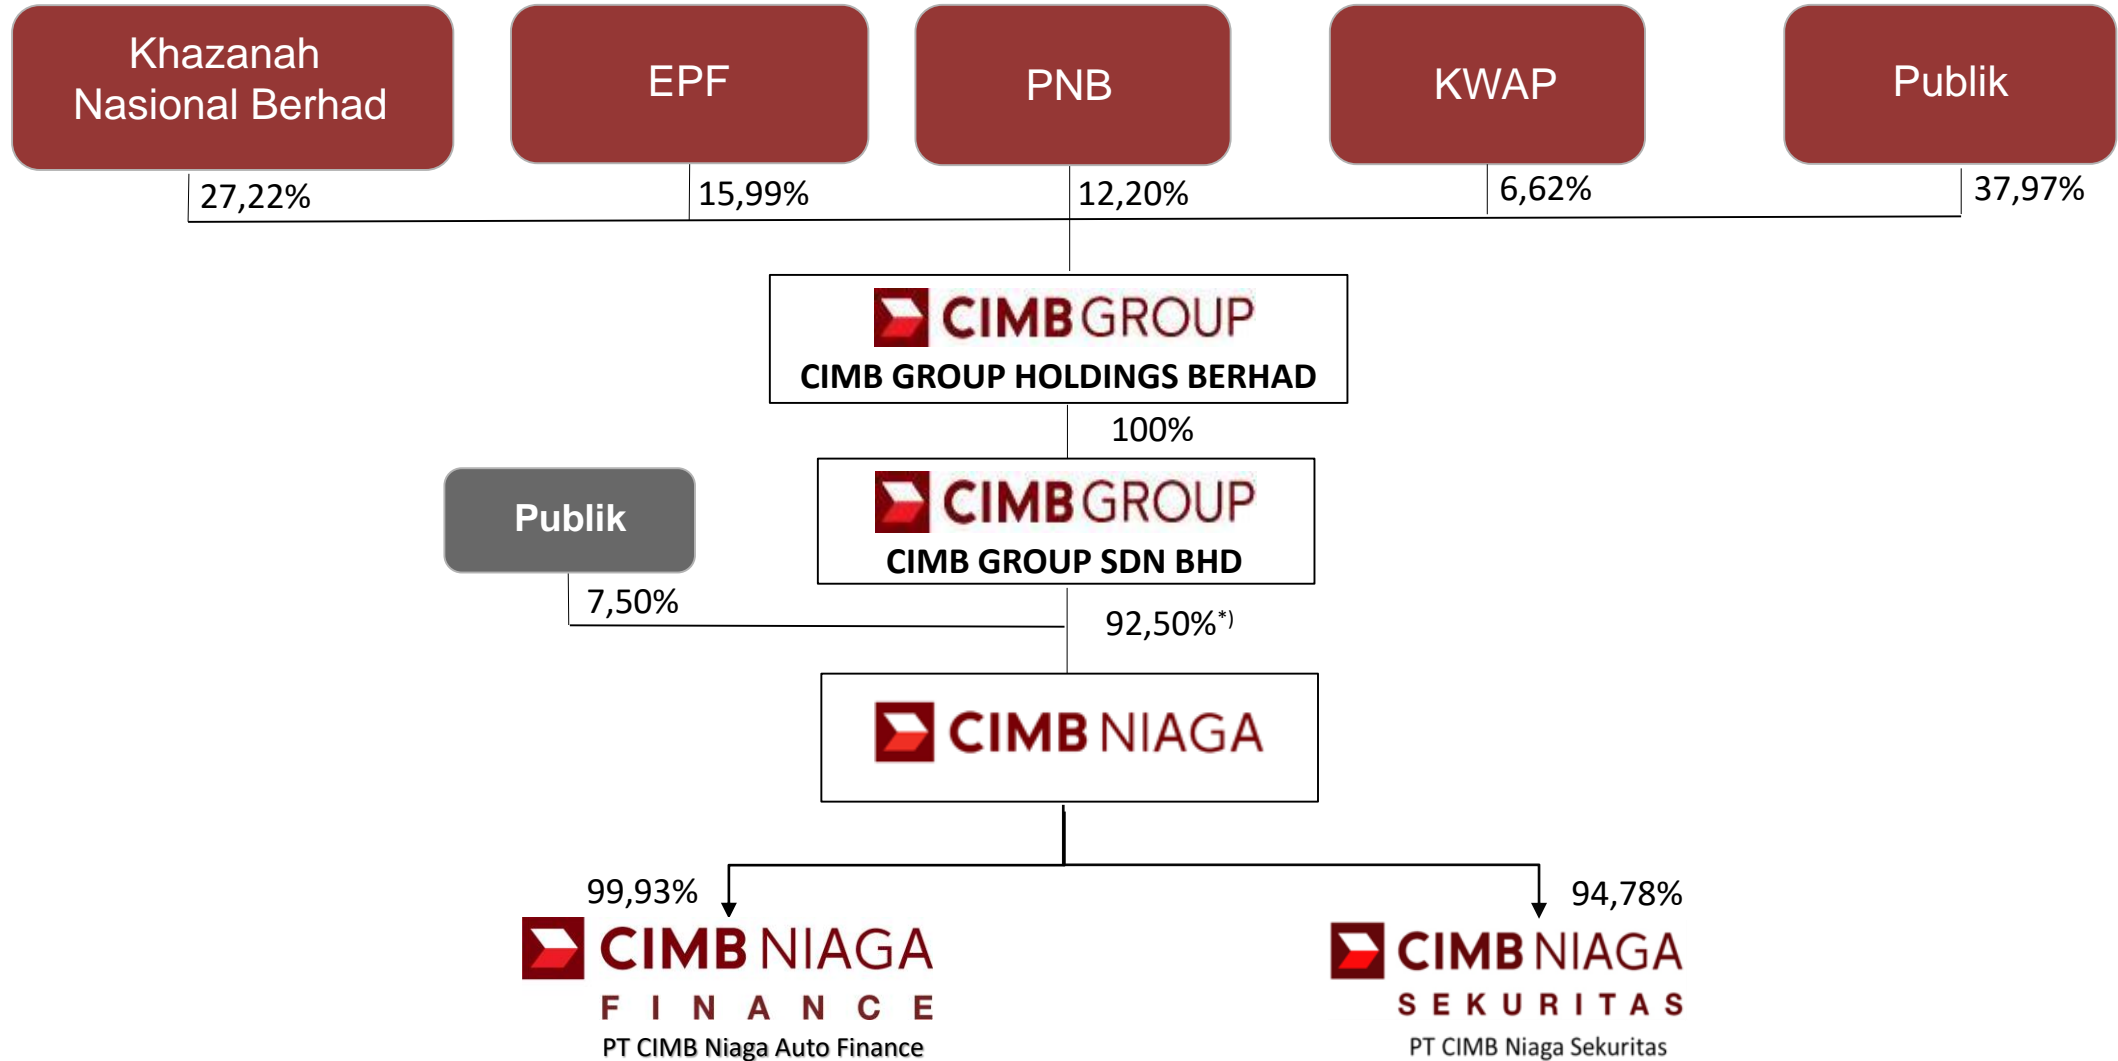 Khazanah
Nasional Berhad
EPF
PNB
KWAP
Publik
27,22%
15,99%
12,20%
6,62%
37,97%
CIMB GROUP
CIMB GROUP HOLDINGS BERHAD
100%
Publik
CIMB GROUP
CIMB GROUP SDN BHD
7,50%
92,50%*)
CIMB NIAGA
99,93%
94,78%
CIMB NIAGA
FINANCE
PT CIMB Niaga Auto Finance
CIMB NIAGA
SEKURITAS
PT CIMB Niaga Sekuritas